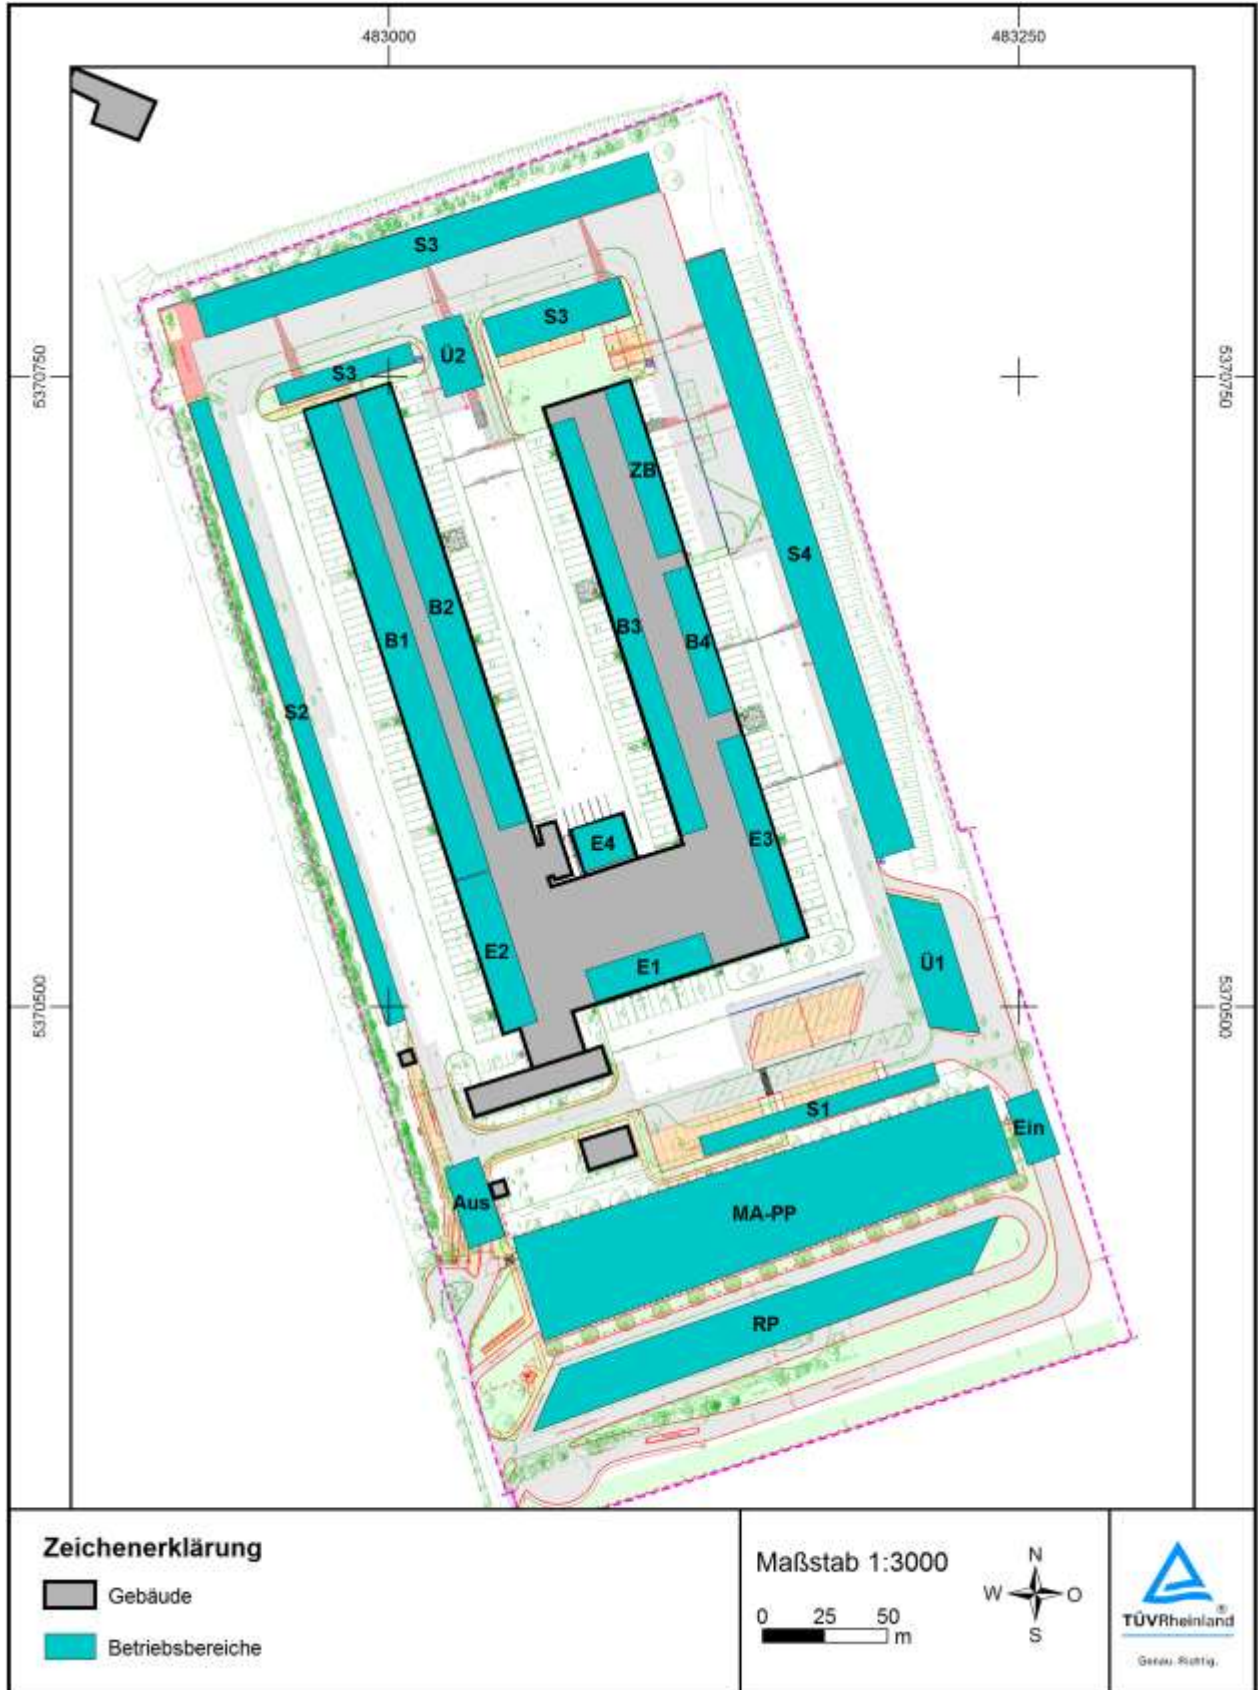 483000
483250
S3
S3
Ü2
S3
5370750
5370750
ZB
S4
B2
B1
B3
B4
S2
E4
E3
E2
E1
Ü1
5370500
5370500
S1
Ein
Aus
MA-PP
RP
Zeichenerklärung
Gebäude
Betriebsbereiche
Maßstab 1:3000
0 25 50
m
N
W O
S
TÜVRheinland
®
Genau. Richtig.